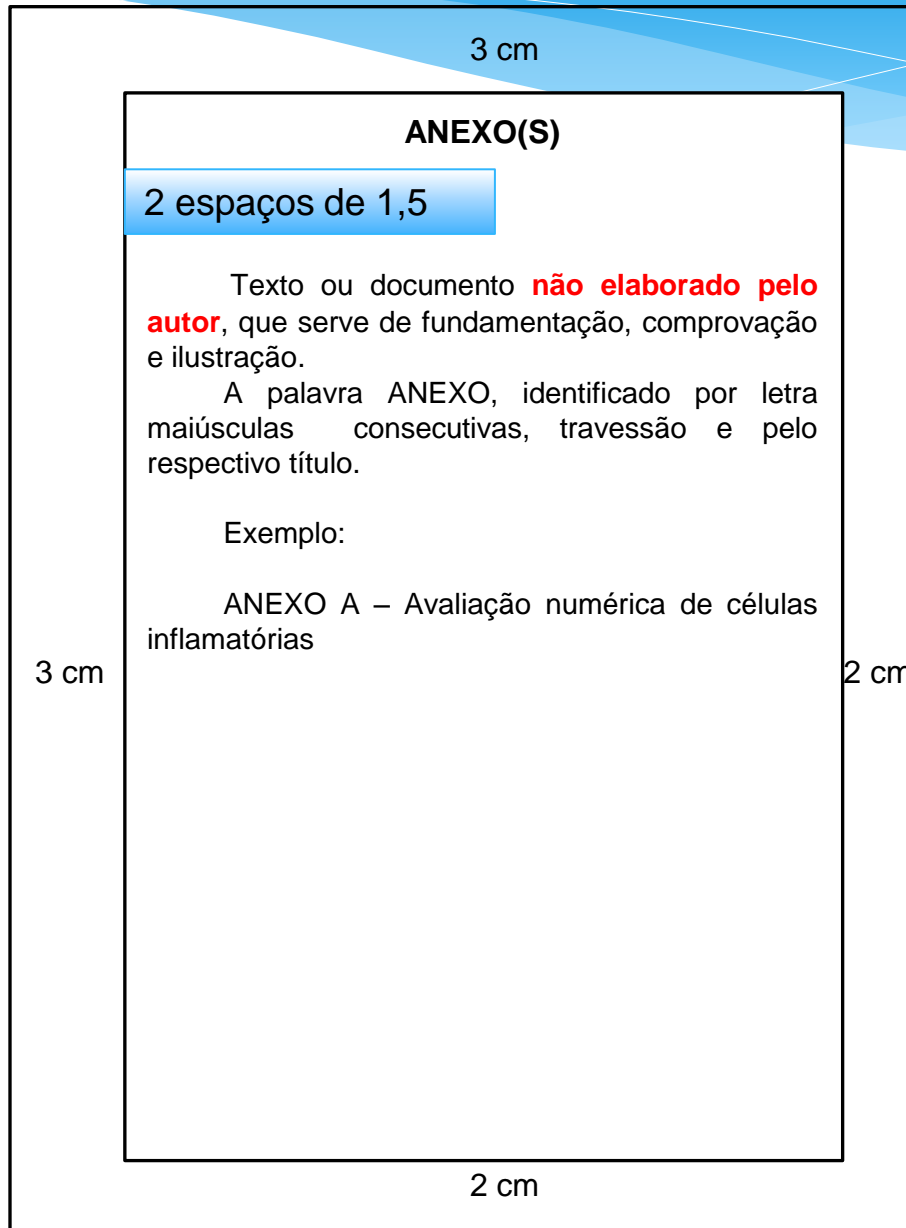 3 cm
ANEXO(S)
2 espaços de 1,5
Texto ou documento não elaborado pelo
autor, que serve de fundamentação, comprovação
e ilustração.
A palavra ANEXO, identificado por letra
maiúsculas consecutivas, travessão e pelo
respectivo título.
Exemplo:
ANEXO A – Avaliação numérica de células
inflamatórias
3 cm
2 cm
2 cm